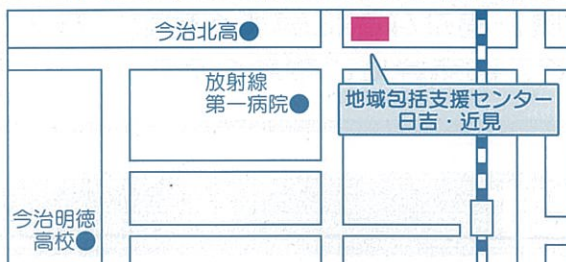 今治北高
放射線
第一病院
地域包括支援センター
日吉・近見
今治明徳
高校